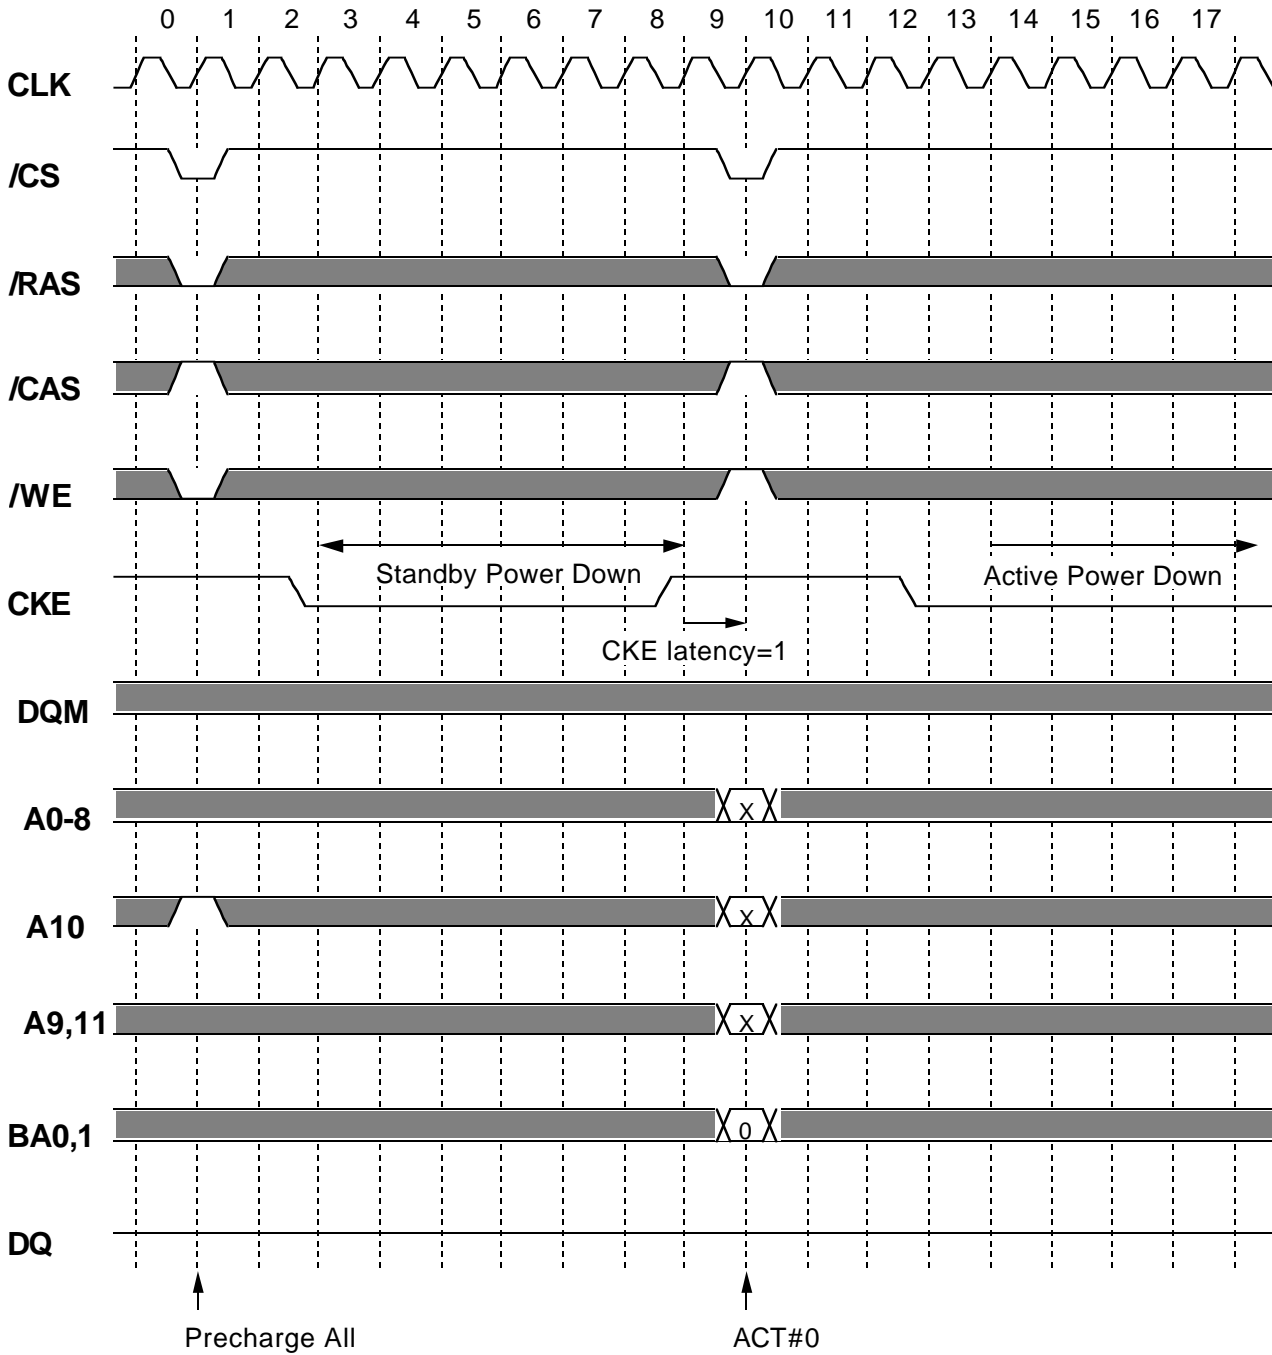 0 1 2 3 4 5 6 7 8 9 10 11 12 13 14 15 16 17
CLK
/CS
/RAS
/CAS
/WE
Standby Power Down
Active Power Down
CKE
CKE latency=1
DQM
A0-8
X
A10
X
A9,11
X
BA0,1
0
DQ
Precharge All
ACT#0